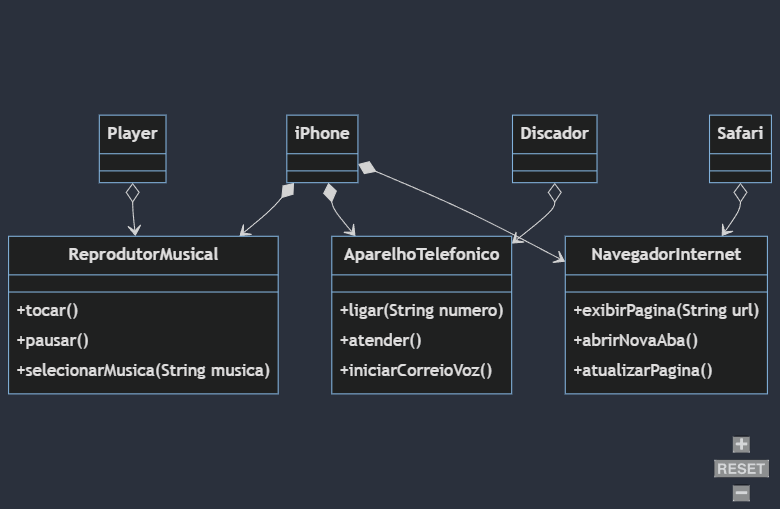 Player
iPhone
Discador
Safari
ReprodutorMusical
+tocar()
+pausar()
+selecionarMusica(String musica)
AparelhoTelefonico
+ligar(String numero)
+atender()
+iniciarCorreioVoz()
NavegadorInternet
+exibirPagina(String url)
+abrirNovaAba()
+atualizarPagina()
+
RESET
−